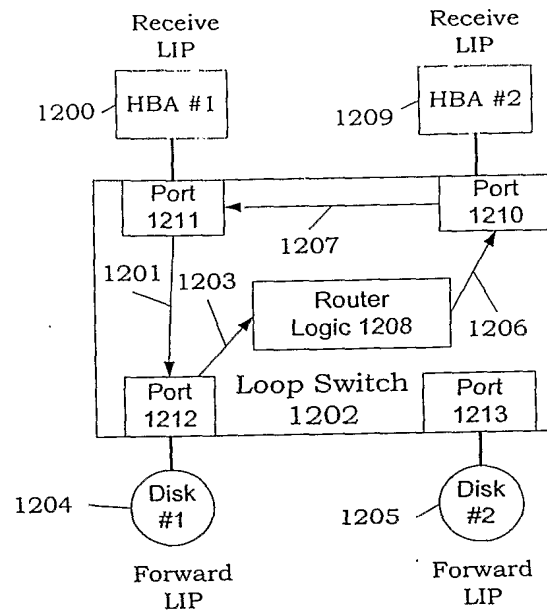 Receive
LIP
Receive
LIP
1200
HBA #1
1209
HBA #2
Port
1211
Port
1210
1207
1201
1203
Router
Logic 1208
1206
Port
1212
Loop Switch
1202
Port
1213
1204
Disk
#1
1205
Disk
#2
Forward
LIP
Forward
LIP